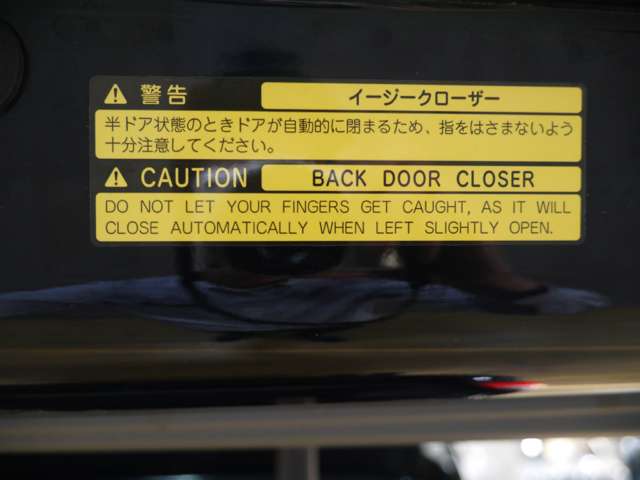 警告 イージークローザー
半ドア状態のときドアが自動的に閉まるため、指をはさまないよう
十分注意してください。
CAUTION BACK DOOR CLOSER
DO NOT LET YOUR FINGERS GET CAUGHT, AS IT WILL
CLOSE AUTOMATICALLY WHEN LEFT SLIGHTLY OPEN.